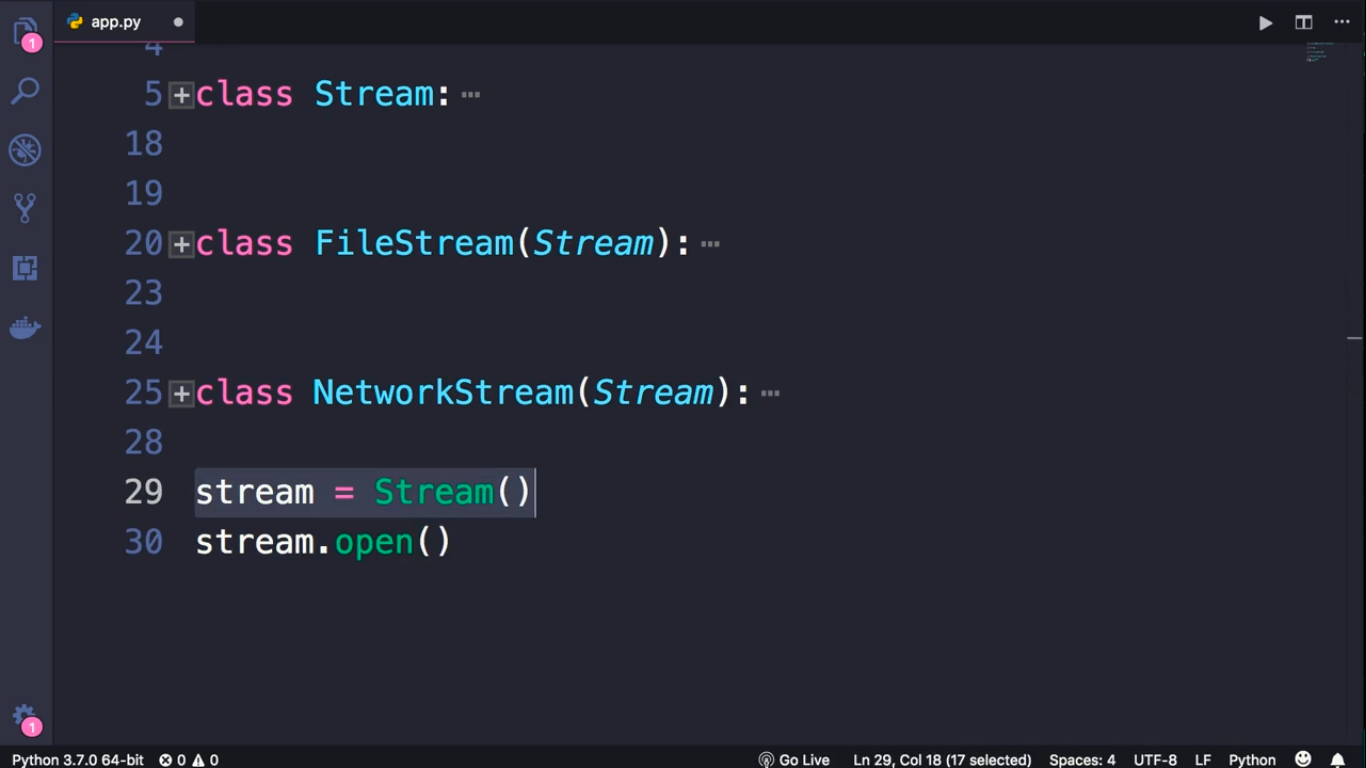 app.py
1
4
5 class Stream:
18
19
20 class FileStream(Stream):
23
24
25 class NetworkStream(Stream):
28
29 stream = Stream()
30 stream.open()
1
Python 3.7.0 64-bit 0 0 Go Live Ln 29, Col 18 (17 selected) Spaces: 4 UTF-8 LF Python